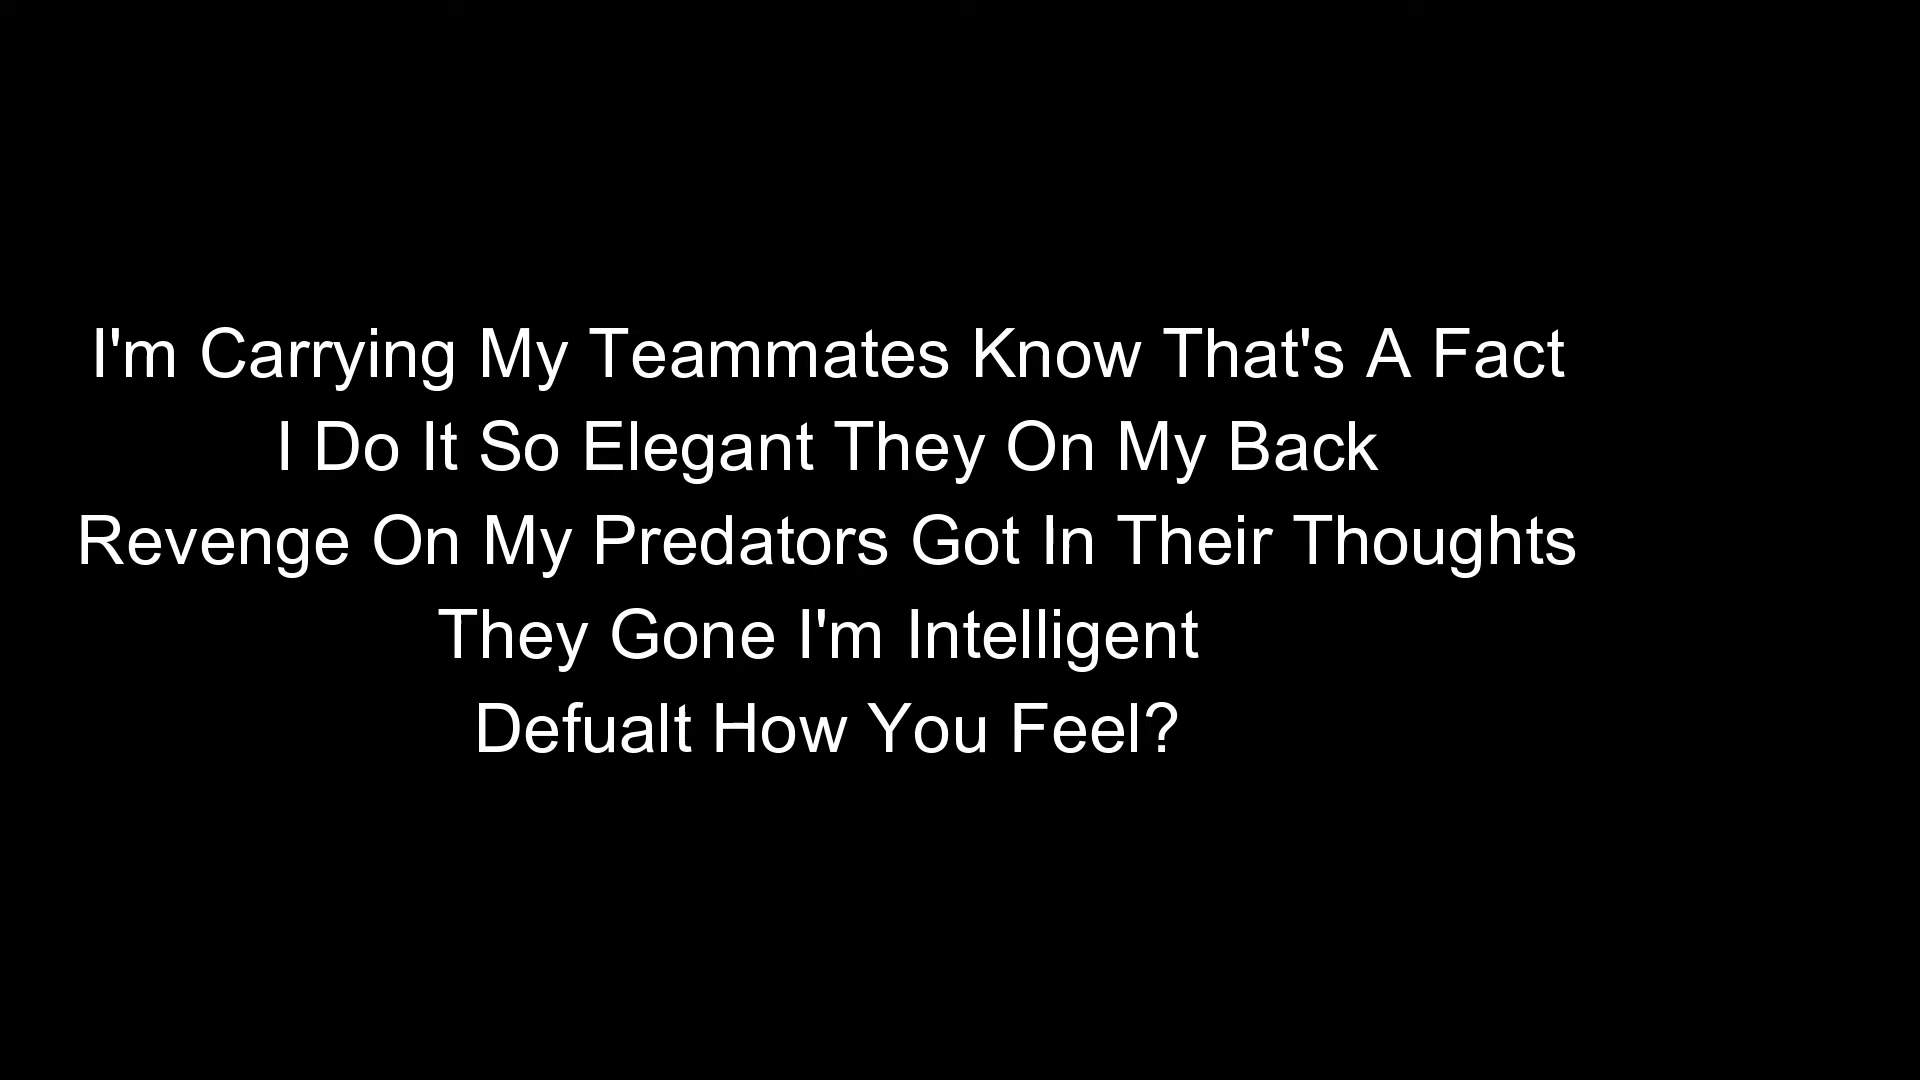 I'm Carrying My Teammates Know That's A Fact
I Do It So Elegant They On My Back
Revenge On My Predators Got In Their Thoughts
They Gone I'm Intelligent
Defualt How You Feel?